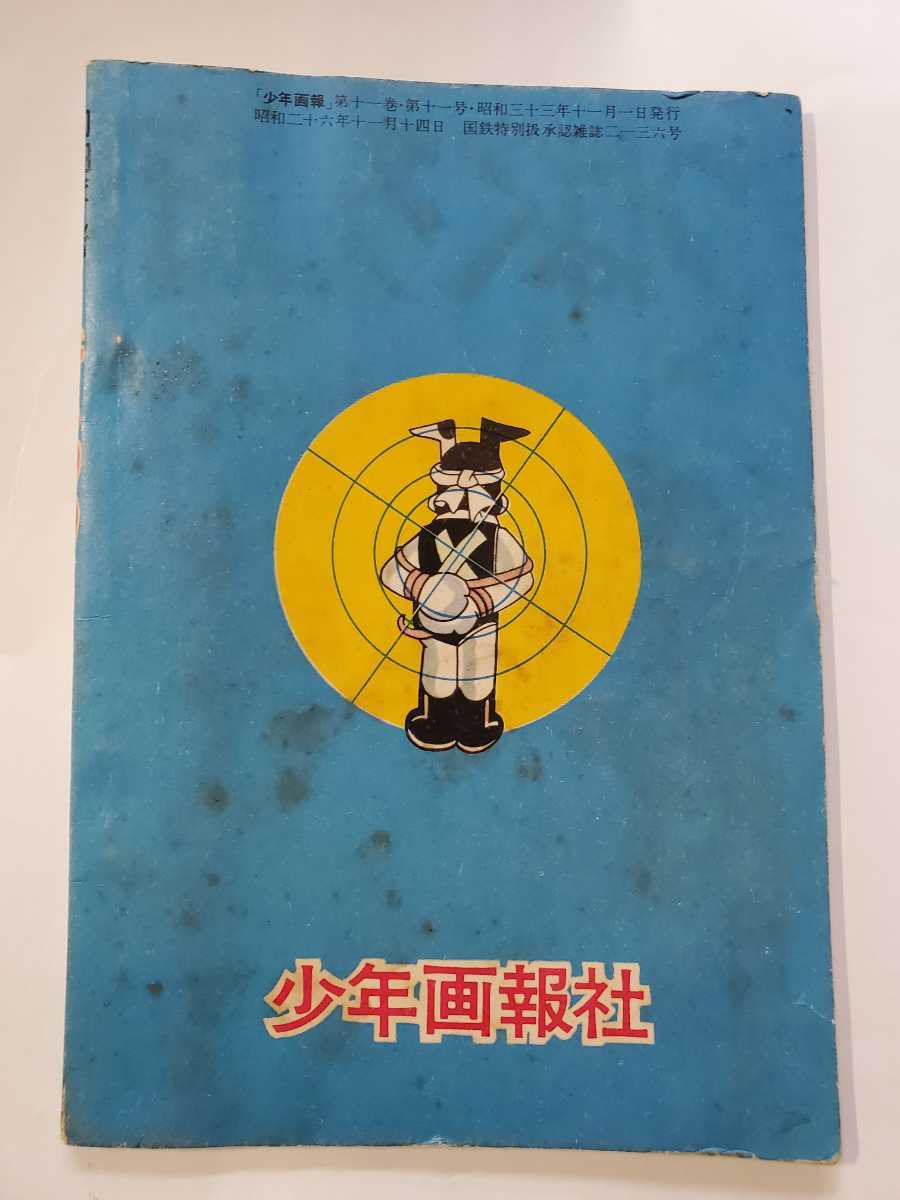 「少年画報」第十一巻・第十一号・昭和三十三年十一月一日発行
昭和二十六年十一月十四日 国鉄特別扱承認雑誌二一三六号
少年画報社